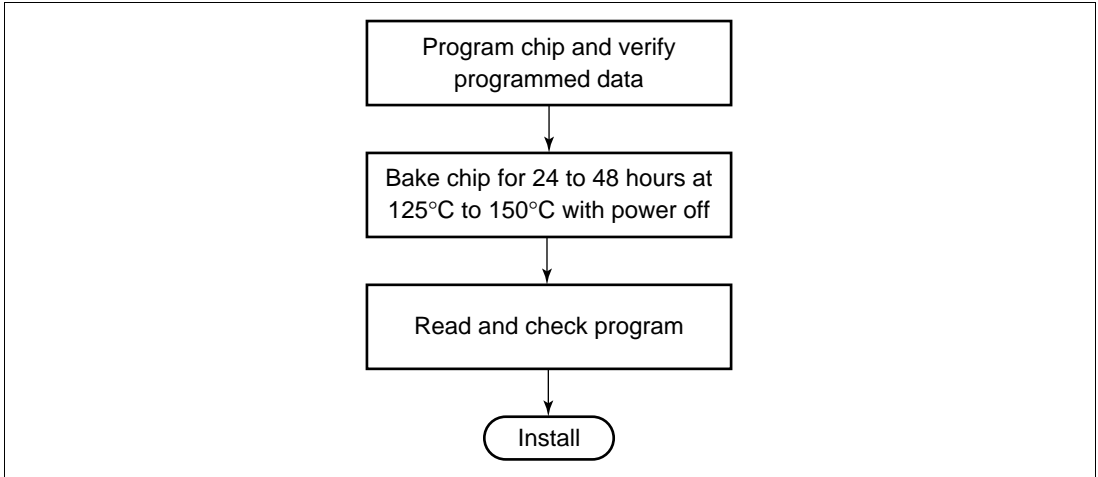 Program chip and verify
programmed data
Bake chip for 24 to 48 hours at
125°C to 150°C with power off
Read and check program
Install